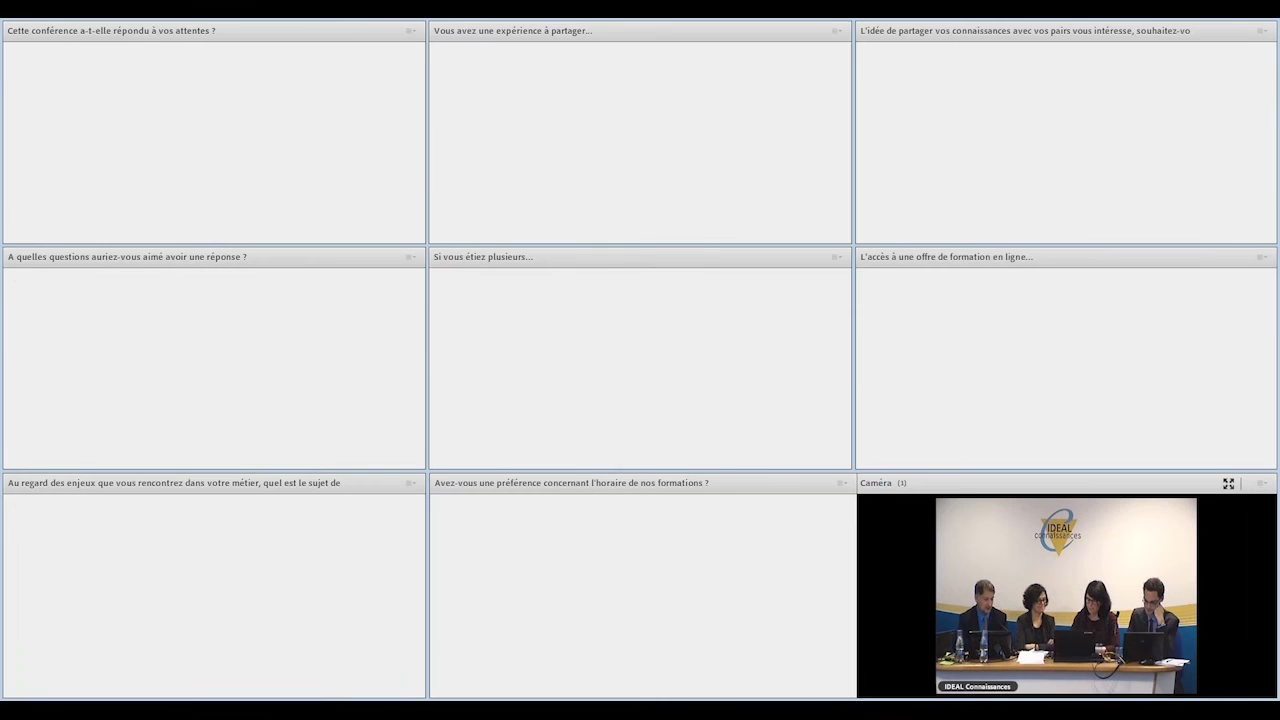 Cette conférence a-t-elle répondu à vos attentes ?
Vous avez une expérience à partager...
L'idée de partager vos connaissances avec vos pairs vous intéresse, souhaitez-vo
A quelles questions auriez-vous aimé avoir une réponse ?
Si vous étiez plusieurs...
L'accès à une offre de formation en ligne...
Au regard des enjeux que vous rencontrez dans votre métier, quel est le sujet de
Avez-vous une préférence concernant l'horaire de nos formations ?
Caméra (1)
IDEAL
connaissances
IDEAL Connaissances